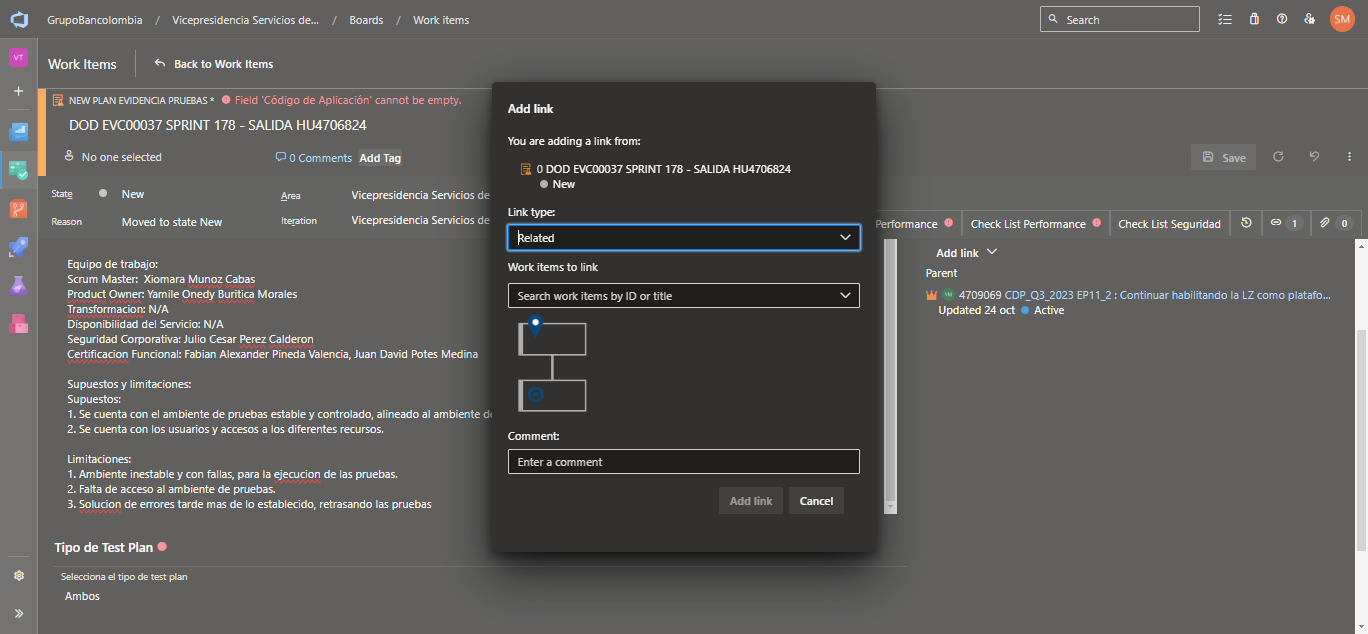 GrupoBancolombia / Vicepresidencia Servicios de... / Boards / Work items
Search
SM
VT
Work Items
Back to Work Items
NEW PLAN EVIDENCIA PRUEBAS * Field 'Código de Aplicación' cannot be empty.
DOD EVC00037 SPRINT 178 - SALIDA HU4706824
No one selected
0 Comments
Add Tag
Save
State
New
Area
Vicepresidencia Servicios de
Reason
Moved to state New
Iteration
Vicepresidencia Servicios de
Performance
Check List Performance
Check List Seguridad
1
0
Equipo de trabajo:
Scrum Master: Xiomara Munoz Cabas
Product Owner: Yamile Onedy Buritica Morales
Transformacion: N/A
Disponibilidad del Servicio: N/A
Seguridad Corporativa: Julio Cesar Perez Calderon
Certificacion Funcional: Fabian Alexander Pineda Valencia, Juan David Potes Medina
Supuestos y limitaciones:
Supuestos:
1. Se cuenta con el ambiente de pruebas estable y controlado, alineado al ambiente de
2. Se cuenta con los usuarios y accesos a los diferentes recursos.
Limitaciones:
1. Ambiente inestable y con fallas, para la ejecucion de las pruebas.
2. Falta de acceso al ambiente de pruebas.
3. Solucion de errores tarde mas de lo establecido, retrasando las pruebas
Tipo de Test Plan
Selecciona el tipo de test plan
Ambos
Add link
You are adding a link from:
0 DOD EVC00037 SPRINT 178 - SALIDA HU4706824
New
Link type:
Related
Work items to link
Search work items by ID or title
Comment:
Enter a comment
Add link
Cancel
Add link
Parent
4709069 CDP_Q3_2023 EP11_2 : Continuar habilitando la LZ como platafo...
Updated 24 oct Active